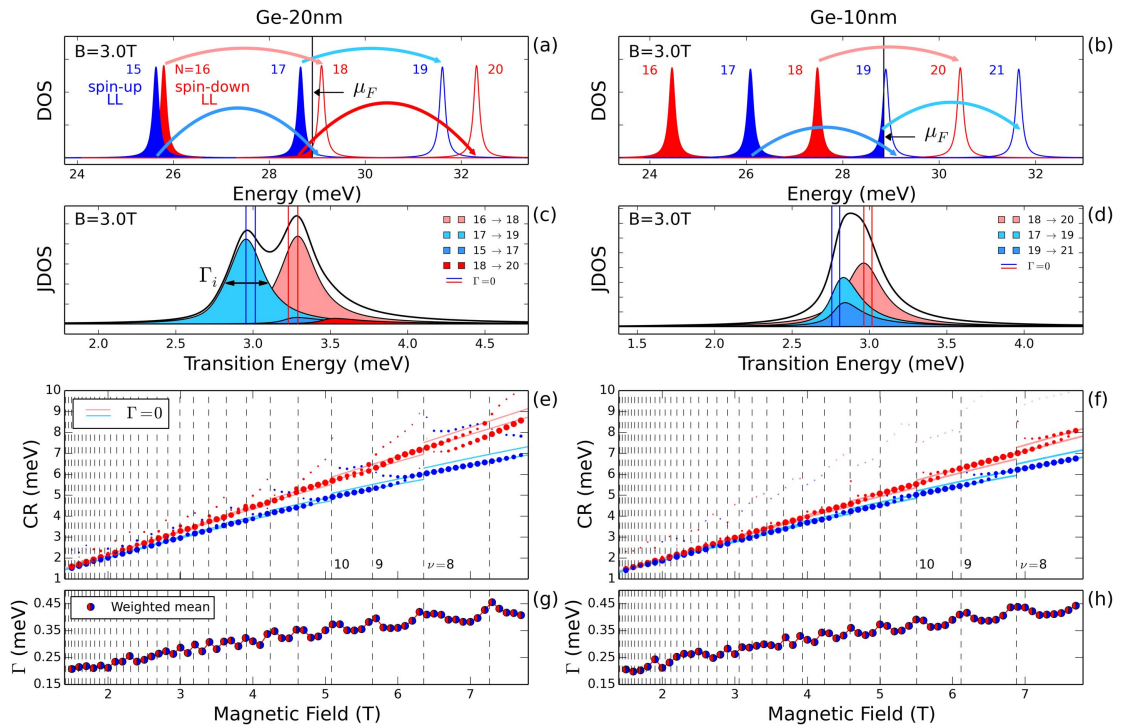 Ge-20nm
Ge-10nm
B=3.0T
(a)
15
N=16
17
18
19
20
spin-up
LL
spin-down
LL
μ_F
DOS
24 26 28 30 32
Energy (meV)
B=3.0T
(b)
16
17
18
19
20
21
μ_F
DOS
24 26 28 30 32
Energy (meV)
B=3.0T
(c)
16 → 18
17 → 19
15 → 17
18 → 20
Γ=0
Γ_i
JDOS
2.0 2.5 3.0 3.5 4.0 4.5
Transition Energy (meV)
B=3.0T
(d)
18 → 20
17 → 19
19 → 21
Γ=0
JDOS
1.5 2.0 2.5 3.0 3.5 4.0
Transition Energy (meV)
(e)
Γ=0
CR (meV)
10
9
8
7
6
5
4
3
2
1
10 9 ν=8
(f)
CR (meV)
10
9
8
7
6
5
4
3
2
1
10 9 ν=8
(g)
Weighted mean
Γ (meV)
0.45
0.35
0.25
0.15
2 3 4 5 6 7
Magnetic Field (T)
(h)
Γ (meV)
0.45
0.35
0.25
0.15
2 3 4 5 6 7
Magnetic Field (T)